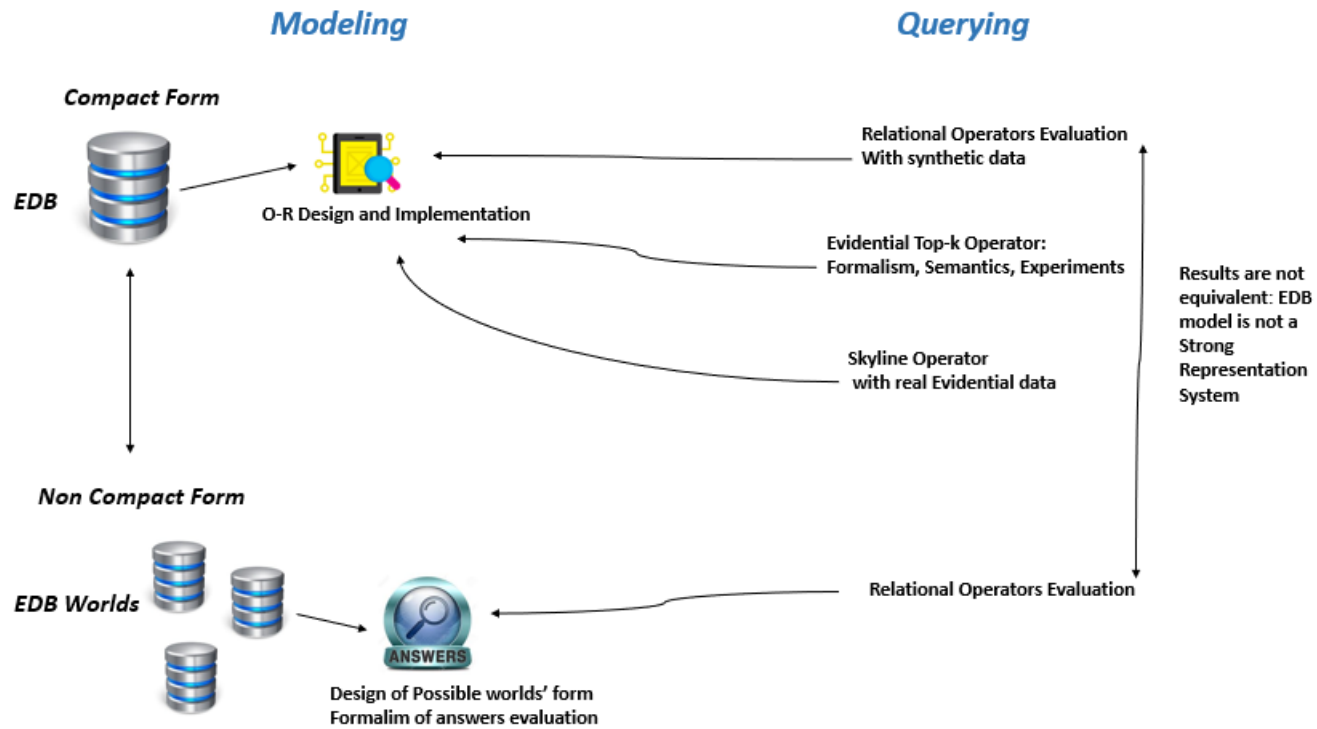 Modeling
Querying
Compact Form
EDB
O-R Design and Implementation
Relational Operators Evaluation
With synthetic data
Evidential Top-k Operator:
Formalism, Semantics, Experiments
Skyline Operator
with real Evidential data
Results are not
equivalent: EDB
model is not a
Strong
Representation
System
Non Compact Form
EDB Worlds
ANSWERS
Design of Possible worlds' form
Formalim of answers evaluation
Relational Operators Evaluation